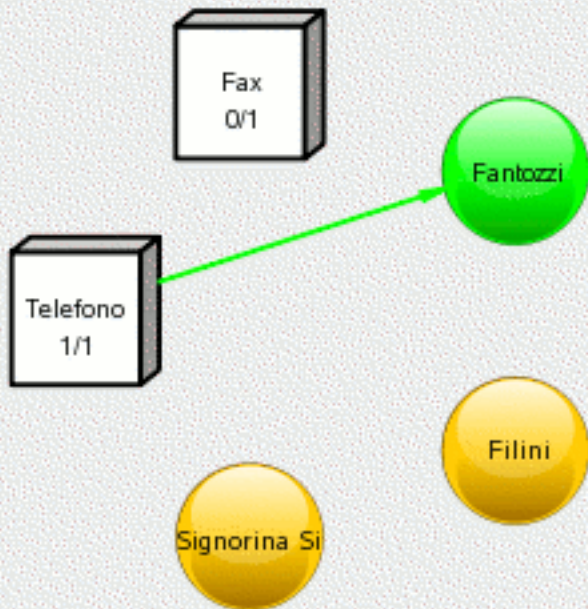 Fax
0/1
Fantozzi
Telefono
1/1
Filini
Signorina Si